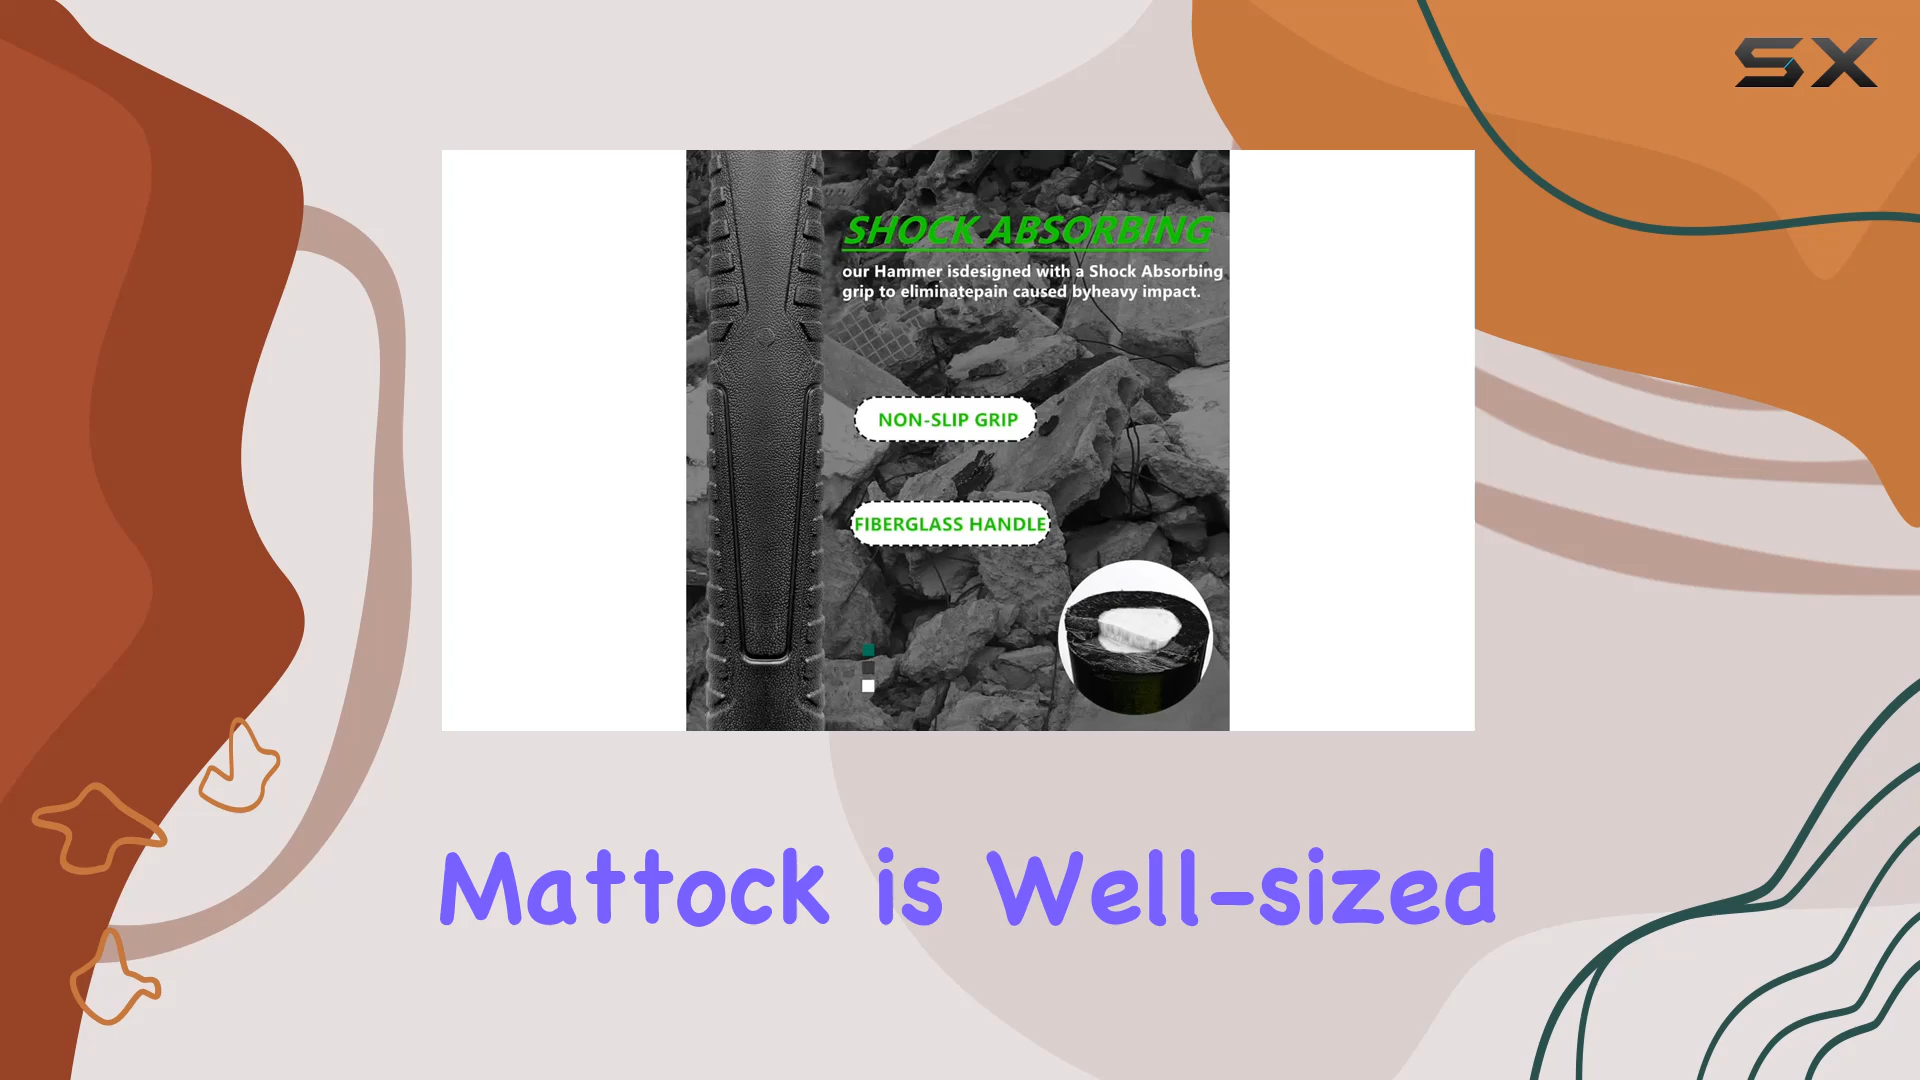 SX
SHOCK ABSORBING
our Hammer isdesigned with a Shock Absorbing
grip to eliminatepain caused byheavy impact.
NON-SLIP GRIP
FIBERGLASS HANDLE
Mattock is Well-sized